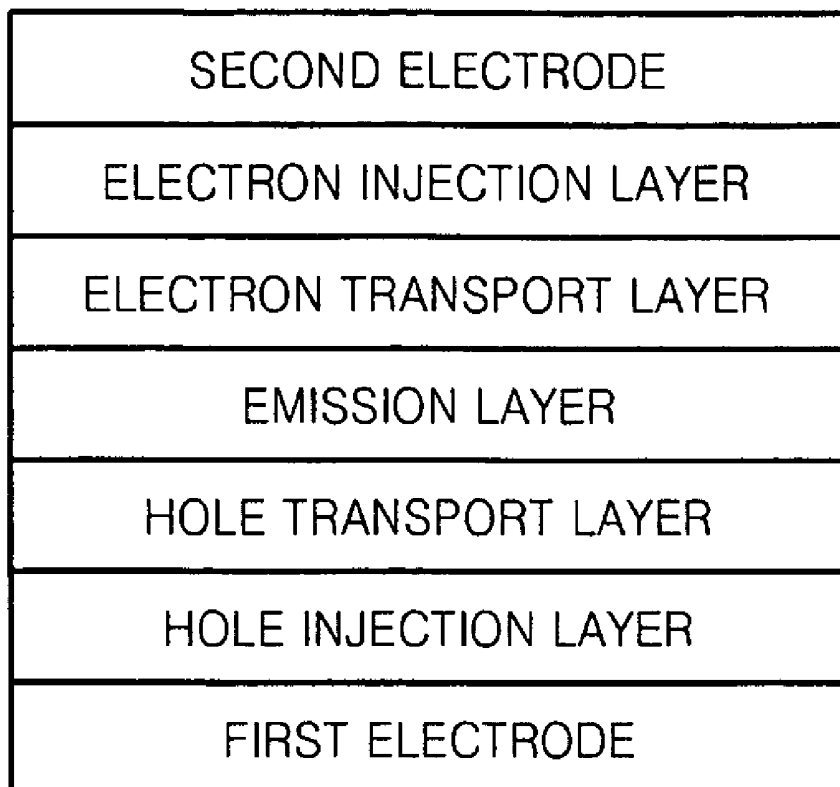 SECOND ELECTRODE
ELECTRON INJECTION LAYER
ELECTRON TRANSPORT LAYER
EMISSION LAYER
HOLE TRANSPORT LAYER
HOLE INJECTION LAYER
FIRST ELECTRODE